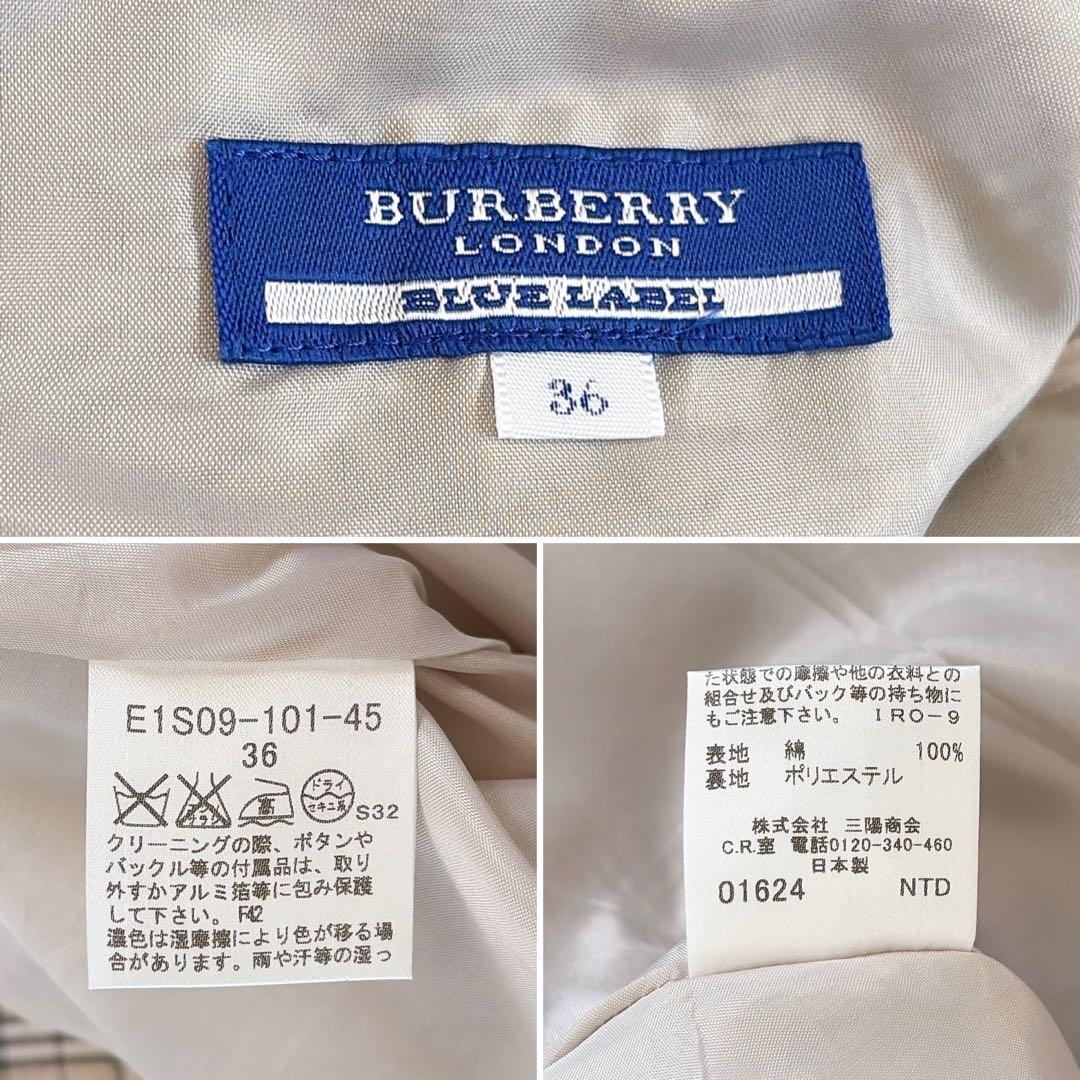 BURBERRY
LONDON
BLUE LABEL
36
E1S09-101-45
36
ドライ
セキユ系
S32
クリーニングの際、ボタンや
バックル等の付属品は、取り
外すかアルミ箔等に包み保護
して下さい。 F42
濃色は湿摩擦により色が移る場
合があります。雨や汗等の湿っ
た状態での摩擦や他の衣料との
組合せ及びバック等の持ち物に
もご注意下さい。 IRO-9
表地 綿 100%
裏地 ポリエステル
株式会社 三陽商会
C.R.室 電話0120-340-460
日本製
01624 NTD